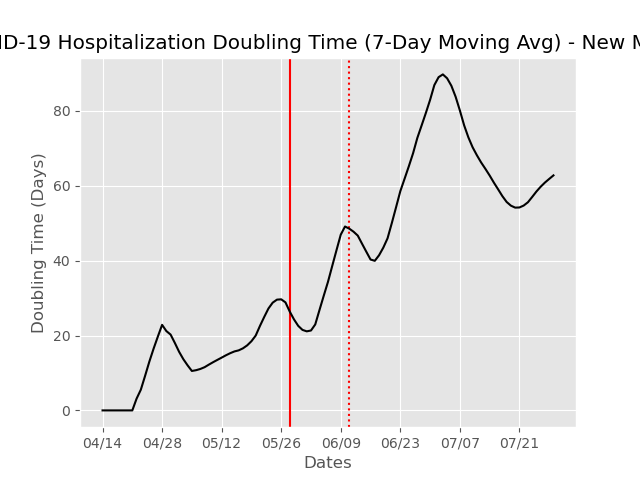 ID-19 Hospitalization Doubling Time (7-Day Moving Avg) - New M
80
60
40
20
0
Doubling Time (Days)
04/14 04/28 05/12 05/26 06/09 06/23 07/07 07/21
Dates